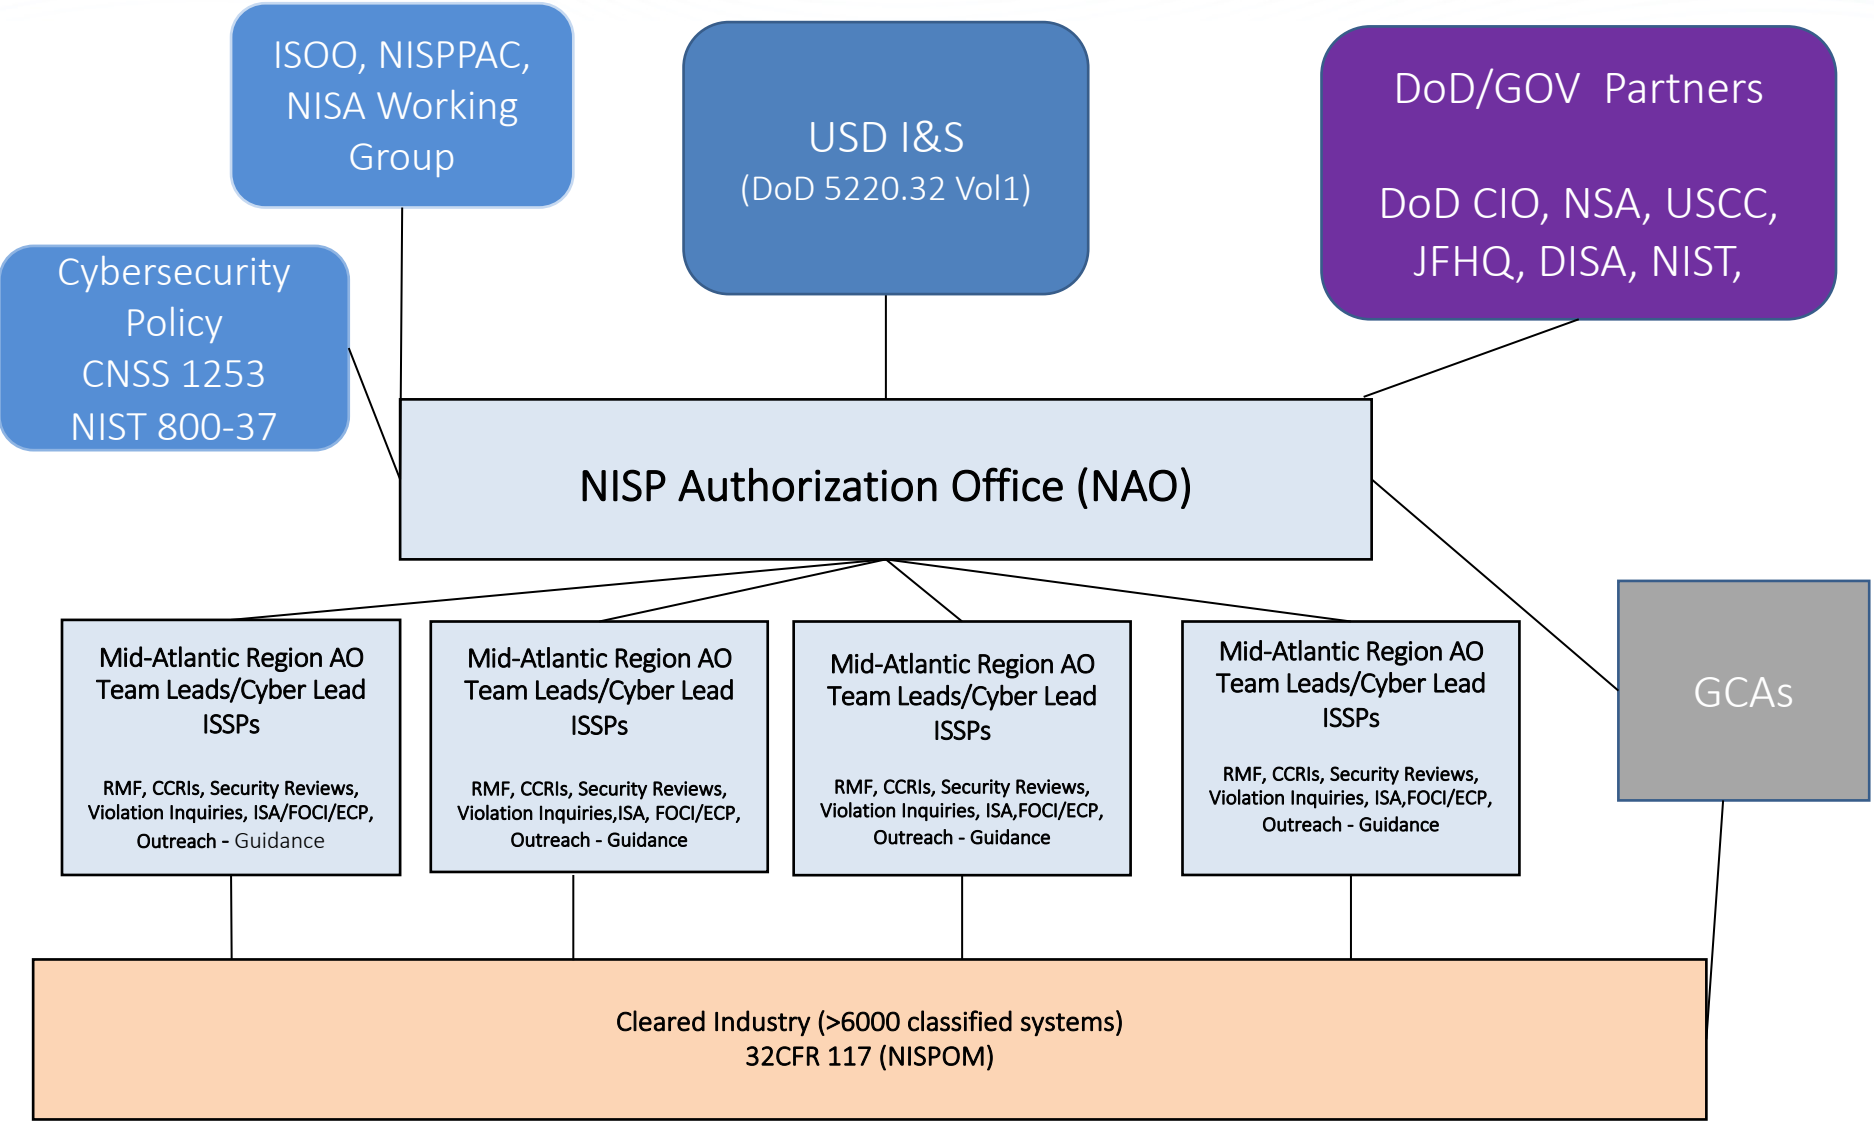 ISOO, NISPPAC,
NISA Working
Group
USD I&S
(DoD 5220.32 Vol1)
DoD/GOV Partners
DoD CIO, NSA, USCC,
JFHQ, DISA, NIST,
Cybersecurity
Policy
CNSS 1253
NIST 800-37
NISP Authorization Office (NAO)
Mid-Atlantic Region AO
Team Leads/Cyber Lead
ISSPs
RMF, CCRIs, Security Reviews,
Violation Inquiries, ISA/FOCI/ECP,
Outreach - Guidance
Mid-Atlantic Region AO
Team Leads/Cyber Lead
ISSPs
RMF, CCRIs, Security Reviews,
Violation Inquiries,ISA, FOCI/ECP,
Outreach - Guidance
Mid-Atlantic Region AO
Team Leads/Cyber Lead
ISSPs
RMF, CCRIs, Security Reviews,
Violation Inquiries, ISA,FOCI/ECP,
Outreach - Guidance
Mid-Atlantic Region AO
Team Leads/Cyber Lead
ISSPs
RMF, CCRIs, Security Reviews,
Violation Inquiries, ISA,FOCI/ECP,
Outreach - Guidance
GCAs
Cleared Industry (>6000 classified systems)
32CFR 117 (NISPOM)